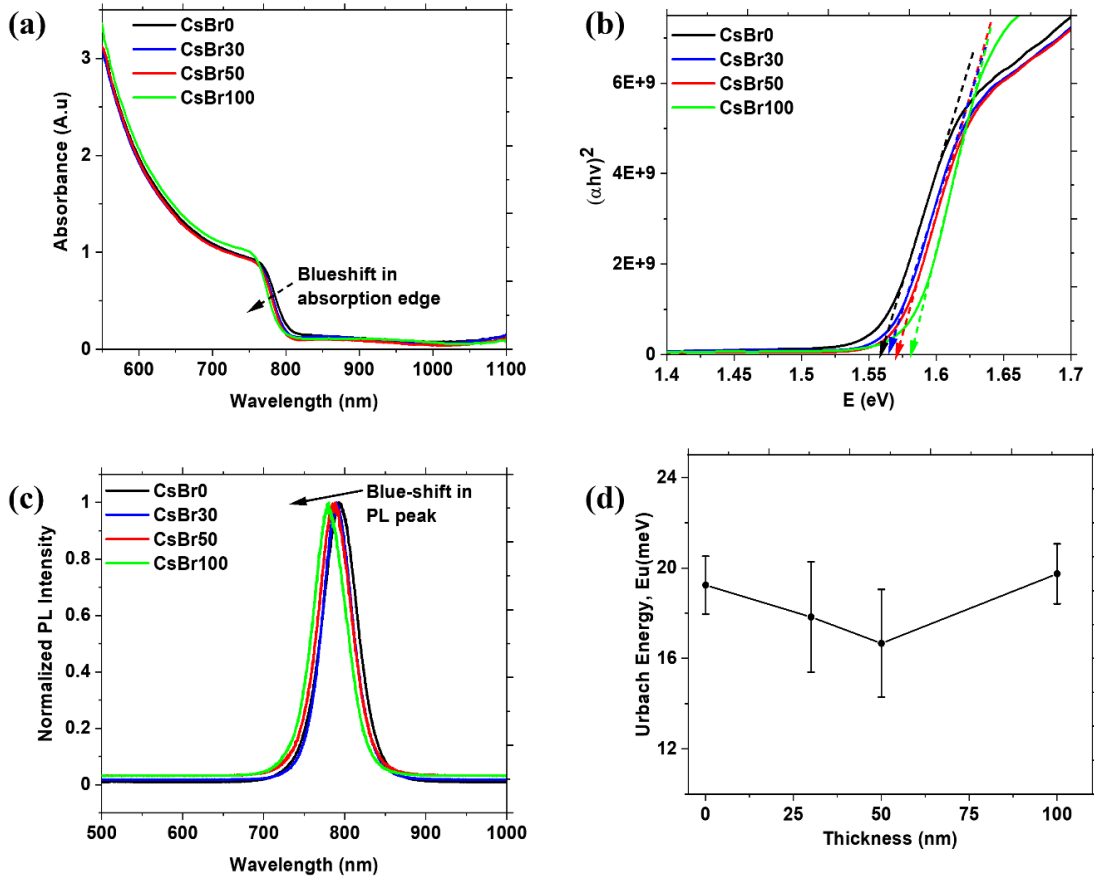 (a)
CsBr0
CsBr30
CsBr50
CsBr100
Blueshift in
absorption edge
Absorbance (A.u)
3
2
1
0
600 700 800 900 1000 1100
Wavelength (nm)
(b)
CsBr0
CsBr30
CsBr50
CsBr100
(αhv)²
6E+9
4E+9
2E+9
0
1.4 1.45 1.5 1.55 1.6 1.65 1.7
E (eV)
(c)
CsBr0
CsBr30
CsBr50
CsBr100
Blue-shift in
PL peak
Normalized PL Intensity
1
0.8
0.6
0.4
0.2
0
500 600 700 800 900 1000
Wavelength (nm)
(d)
Urbach Energy, Eu(meV)
24
20
16
12
0 25 50 75 100
Thickness (nm)